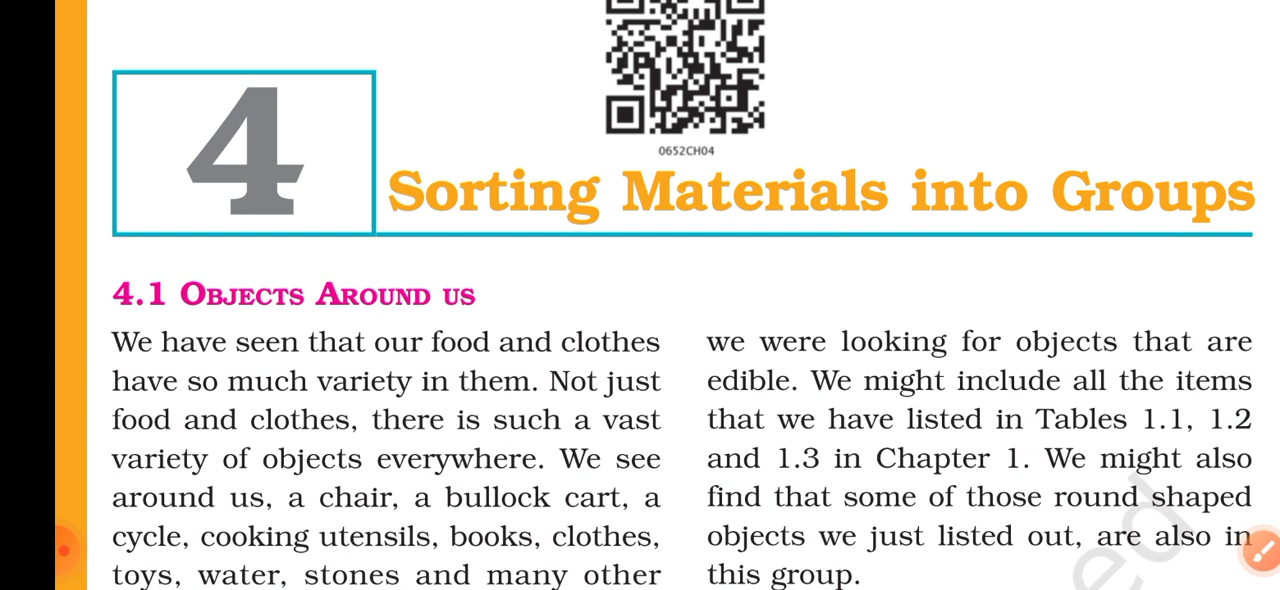 0652CH04
4
Sorting Materials into Groups
4.1 OBJECTS AROUND US
We have seen that our food and clothes
have so much variety in them. Not just
food and clothes, there is such a vast
variety of objects everywhere. We see
around us, a chair, a bullock cart, a
cycle, cooking utensils, books, clothes,
toys, water, stones and many other
we were looking for objects that are
edible. We might include all the items
that we have listed in Tables 1.1, 1.2
and 1.3 in Chapter 1. We might also
find that some of those round shaped
objects we just listed out, are also in
this group.